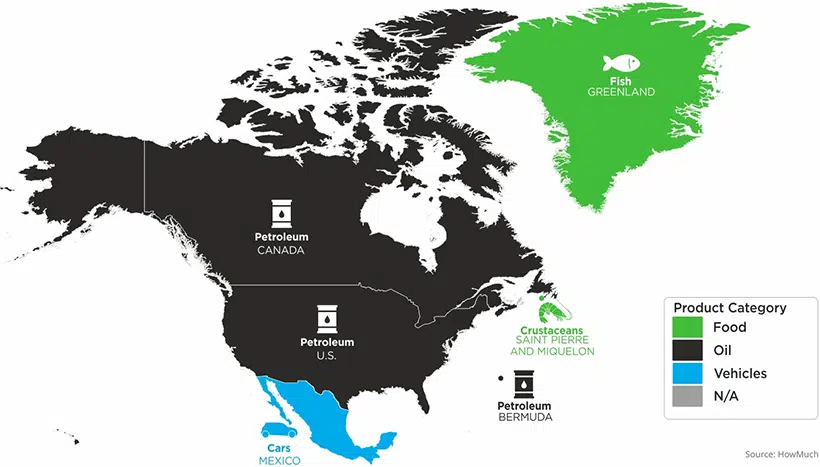 Fish
GREENLAND
Petroleum
CANADA
Petroleum
U.S.
Crustaceans
SAINT PIERRE
AND MIQUELON
Petroleum
BERMUDA
Cars
MEXICO
Product Category
Food
Oil
Vehicles
N/A
Source: HowMuch